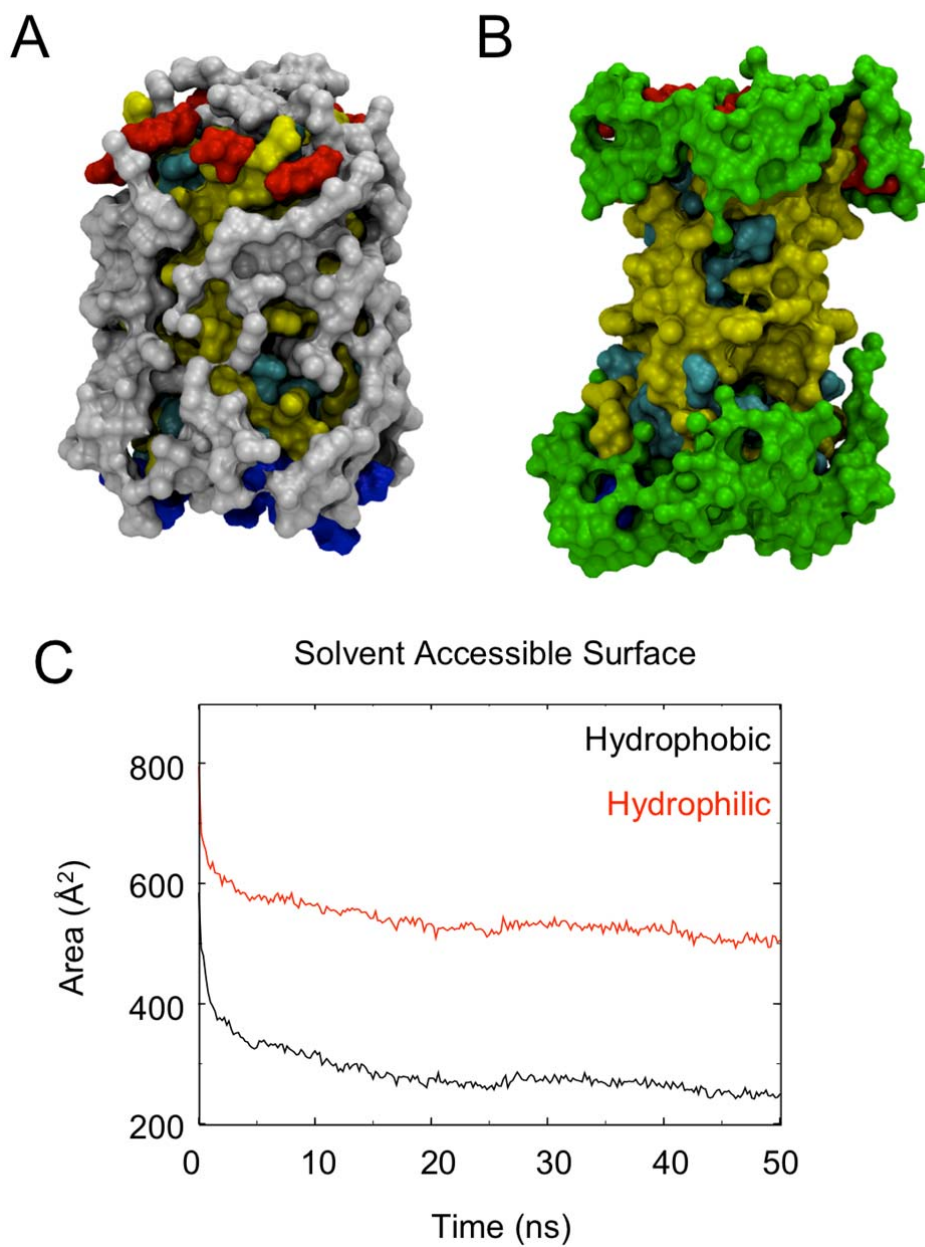 A
B
C
Solvent Accessible Surface
Hydrophobic
Hydrophilic
800
600
400
200
Area (Å²)
0 10 20 30 40 50
Time (ns)